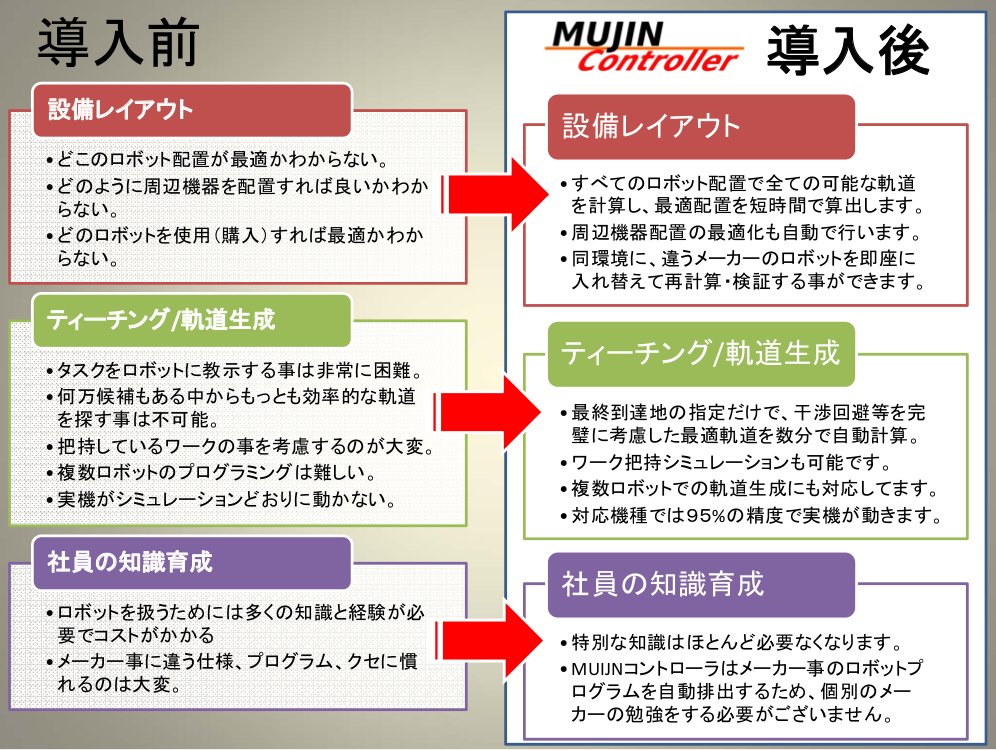 導入前
設備レイアウト
•どこのロボット配置が最適かわからない。
•どのように周辺機器を配置すれば良いかわか
らない。
•どのロボットを使用（購入）すれば最適かわか
らない。
ティーチング/軌道生成
•タスクをロボットに教示する事は非常に困難。
•何万候補もある中からもっとも効率的な軌道
を探す事は不可能。
•把持しているワークの事を考慮するのが大変。
•複数ロボットのプログラミングは難しい。
•実機がシミュレーションどおりに動かない。
社員の知識育成
•ロボットを扱うためには多くの知識と経験が必
要でコストがかかる
•メーカー事に違う仕様、プログラム、クセに慣
れるのは大変。
MUJIN
Controller
導入後
設備レイアウト
•すべてのロボット配置で全ての可能な軌道
を計算し、最適配置を短時間で算出します。
•周辺機器配置の最適化も自動で行います。
•同環境に、違うメーカーのロボットを即座に
入れ替えて再計算・検証する事ができます。
ティーチング/軌道生成
•最終到達地の指定だけで、干渉回避等を完
璧に考慮した最適軌道を数分で自動計算。
•ワーク把持シミュレーションも可能です。
•複数ロボットでの軌道生成にも対応してます。
•対応機種では95%の精度で実機が動きます。
社員の知識育成
•特別な知識はほとんど必要なくなります。
•MUIJNコントローラはメーカー事のロボットプ
ログラムを自動排出するため、個別のメー
カーの勉強をする必要がございません。